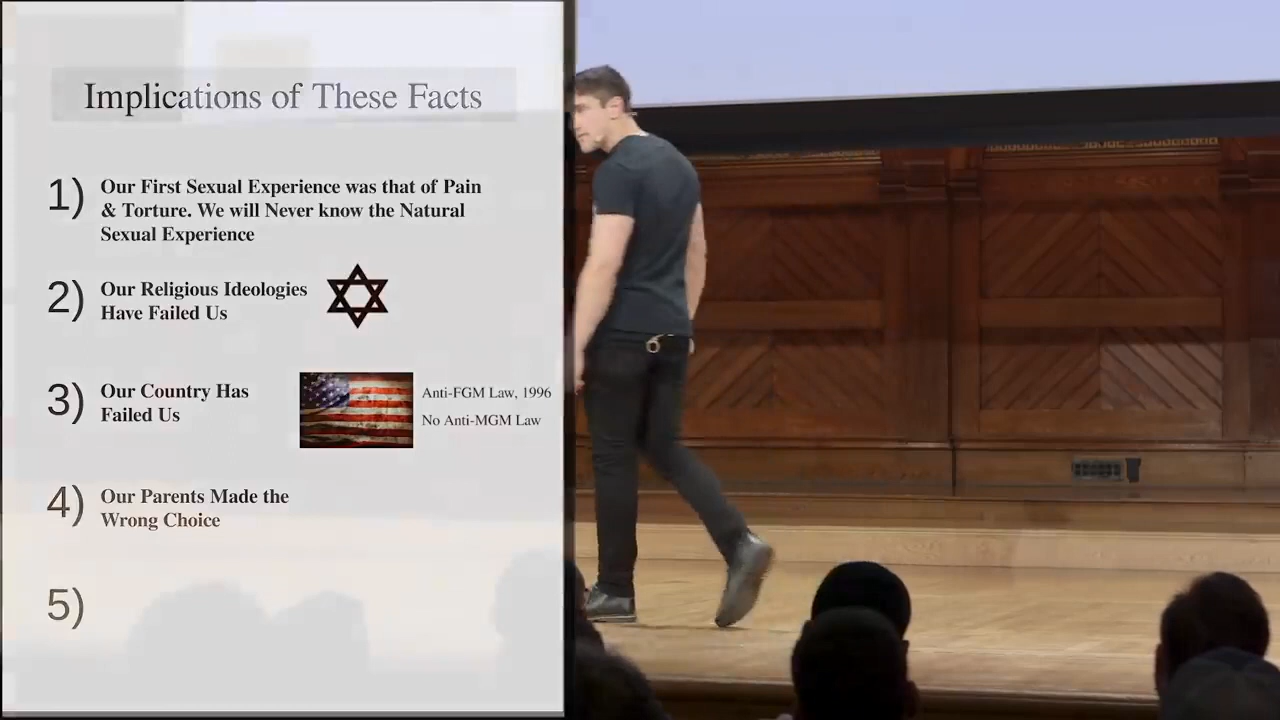 Implications of These Facts
1) Our First Sexual Experience was that of Pain
& Torture. We will Never know the Natural
Sexual Experience
2) Our Religious Ideologies
Have Failed Us
3) Our Country Has
Failed Us
Anti-FGM Law, 1996
No Anti-MGM Law
4) Our Parents Made the
Wrong Choice
5)